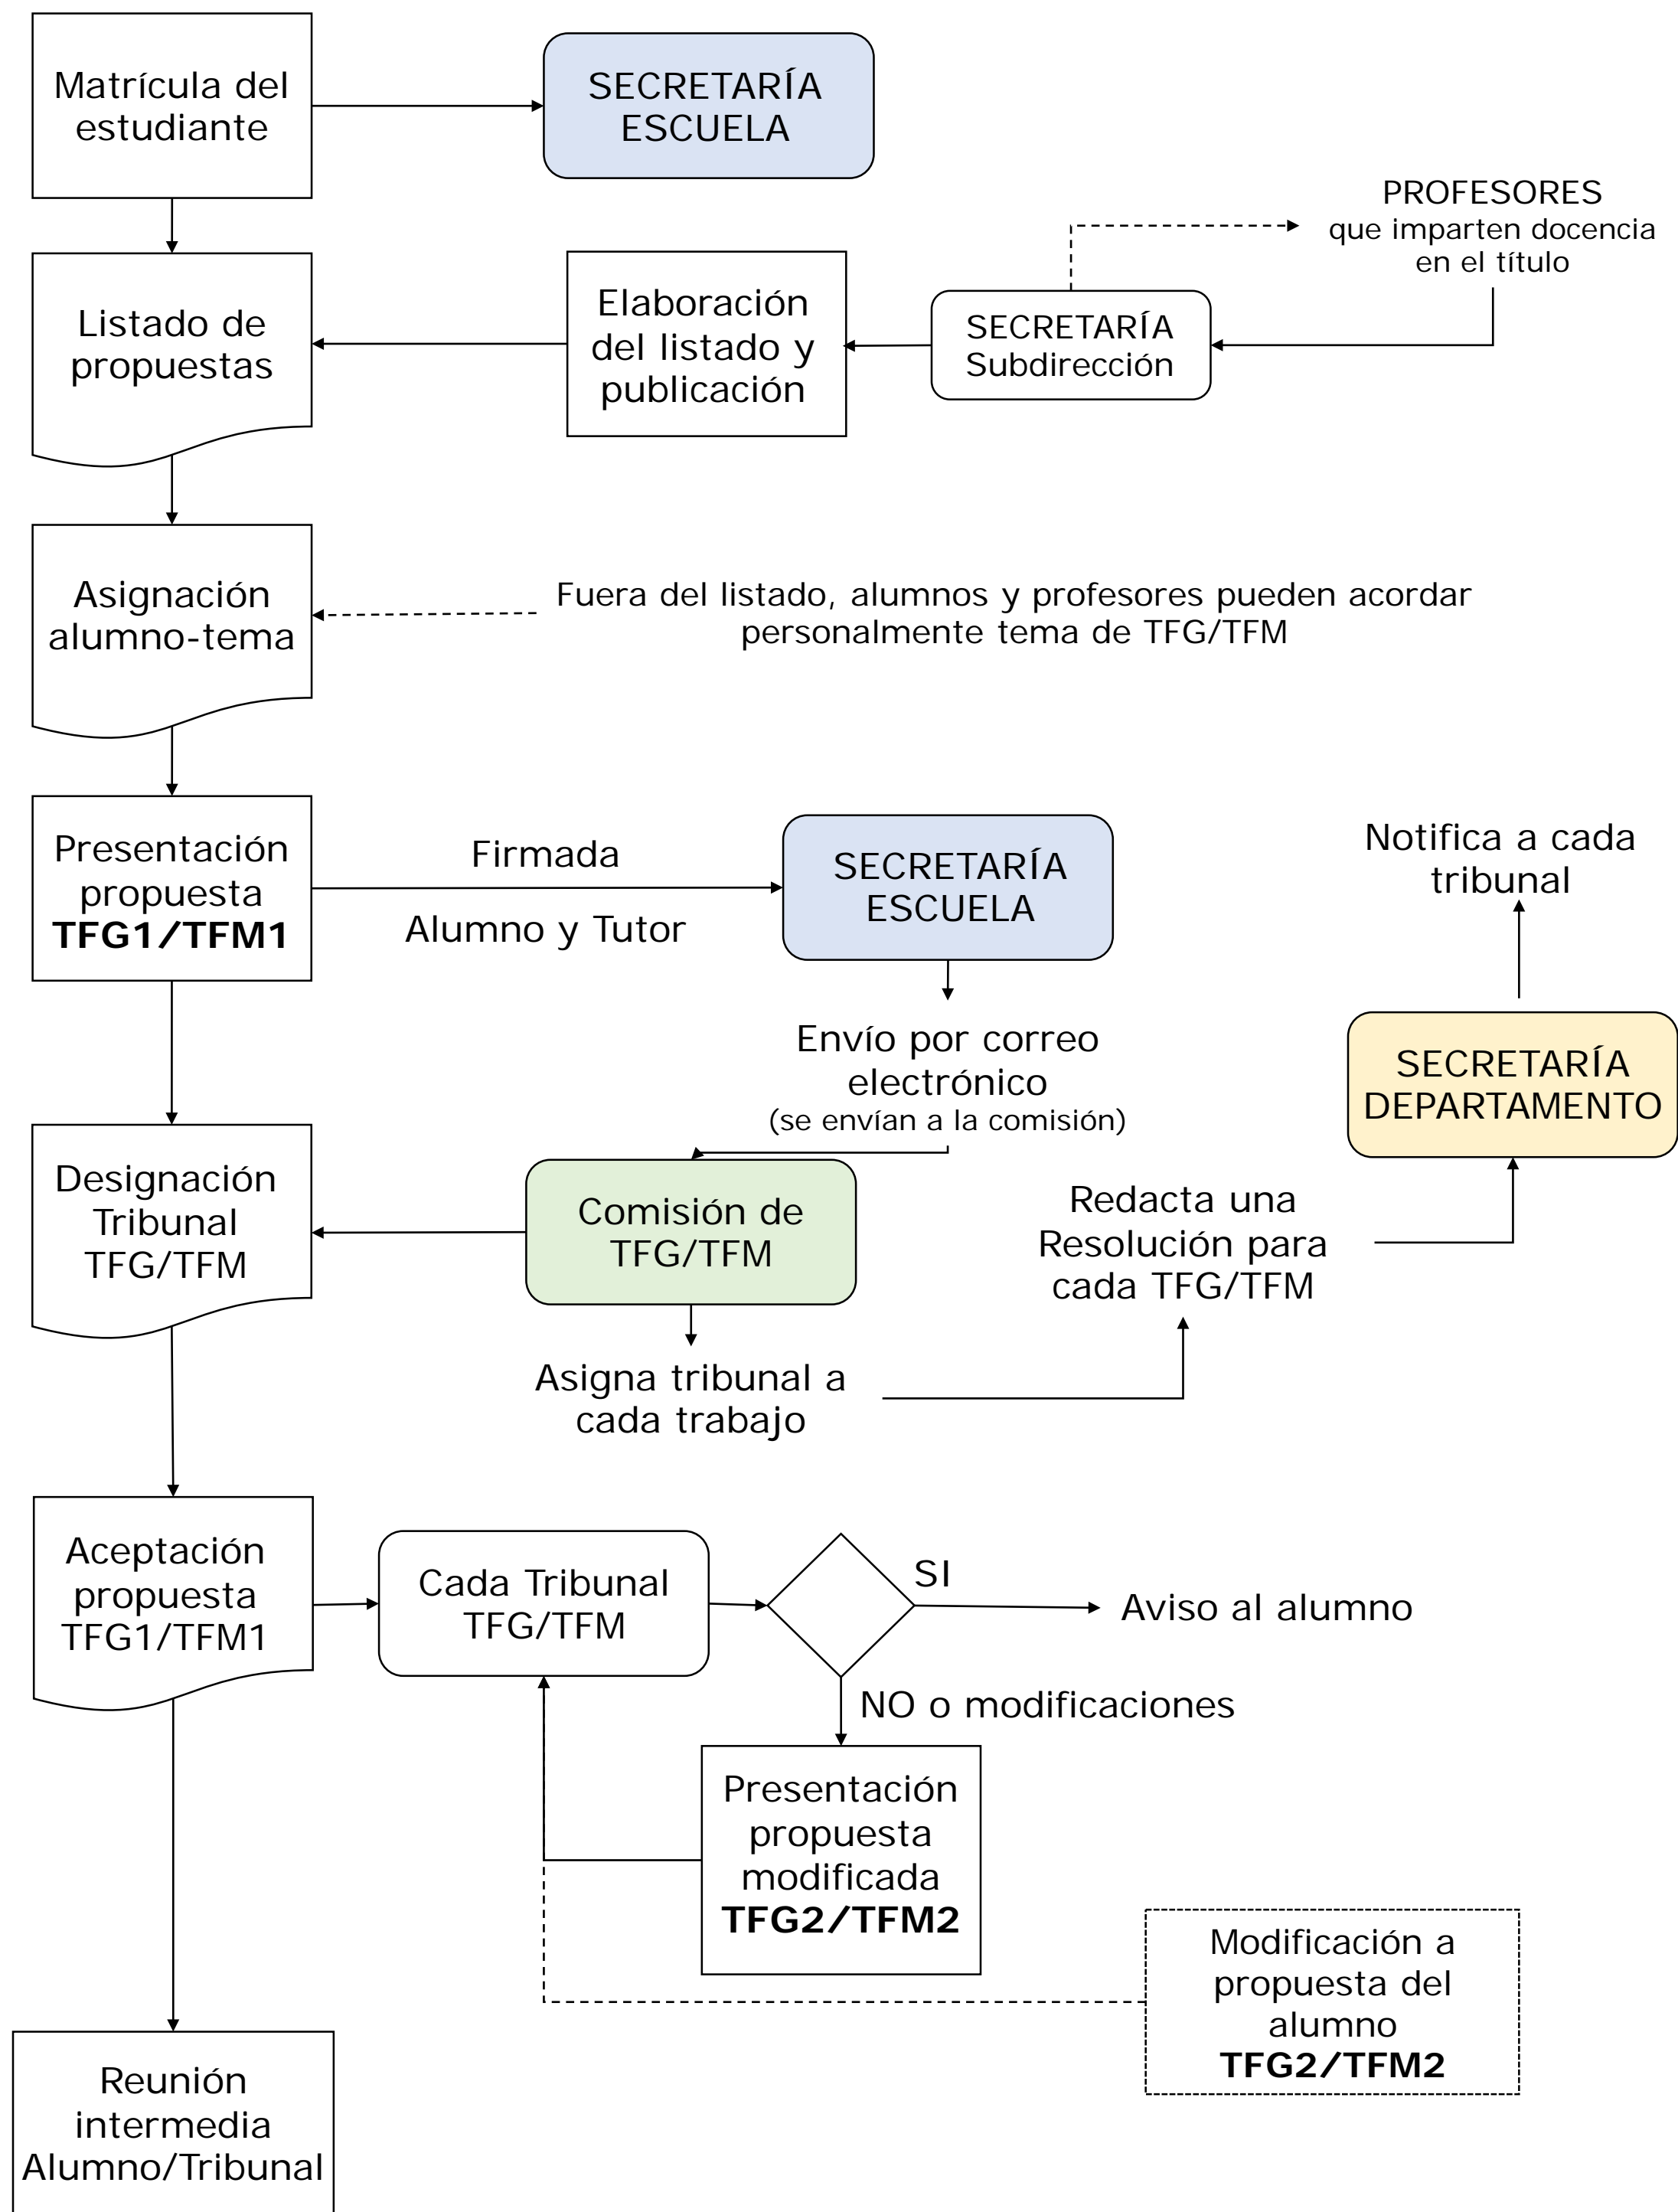 Matrícula del
estudiante
SECRETARÍA
ESCUELA
PROFESORES
que imparten docencia
en el título
Listado de
propuestas
Elaboración
del listado y
publicación
SECRETARÍA
Subdirección
Asignación
alumno-tema
Fuera del listado, alumnos y profesores pueden acordar
personalmente tema de TFG/TFM
Presentación
propuesta
TFG1/TFM1
Firmada
Alumno y Tutor
SECRETARÍA
ESCUELA
Notifica a cada
tribunal
Envío por correo
electrónico
(se envían a la comisión)
SECRETARÍA
DEPARTAMENTO
Designación
Tribunal
TFG/TFM
Comisión de
TFG/TFM
Redacta una
Resolución para
cada TFG/TFM
Asigna tribunal a
cada trabajo
Aceptación
propuesta
TFG1/TFM1
Cada Tribunal
TFG/TFM
SI
Aviso al alumno
NO o modificaciones
Presentación
propuesta
modificada
TFG2/TFM2
Modificación a
propuesta del
alumno
TFG2/TFM2
Reunión
intermedia
Alumno/Tribunal